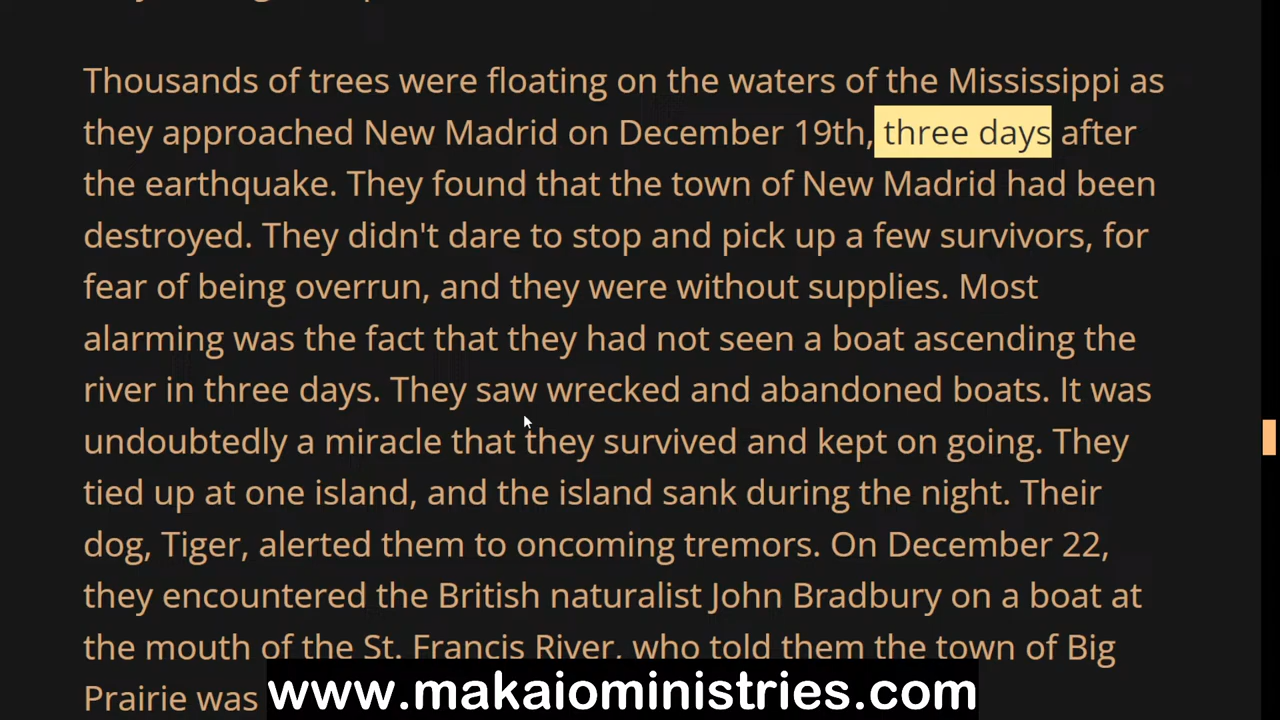 Thousands of trees were floating on the waters of the Mississippi as
they approached New Madrid on December 19th, three days after
the earthquake. They found that the town of New Madrid had been
destroyed. They didn't dare to stop and pick up a few survivors, for
fear of being overrun, and they were without supplies. Most
alarming was the fact that they had not seen a boat ascending the
river in three days. They saw wrecked and abandoned boats. It was
undoubtedly a miracle that they survived and kept on going. They
tied up at one island, and the island sank during the night. Their
dog, Tiger, alerted them to oncoming tremors. On December 22,
they encountered the British naturalist John Bradbury on a boat at
the mouth of the St. Francis River, who told them the town of Big
Prairie was
www.makaioministries.com